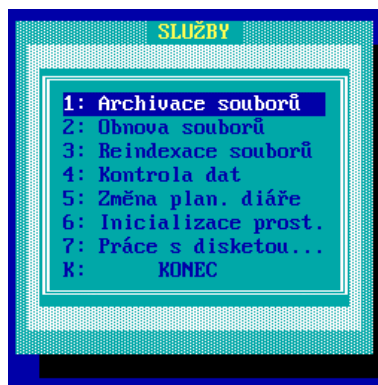 SLUŽBY
1: Archivace souborů
2: Obnova souborů
3: Reindexace souborů
4: Kontrola dat
5: Změna plan. diáře
6: Inicializace prost.
7: Práce s disketou...
K: KONEC